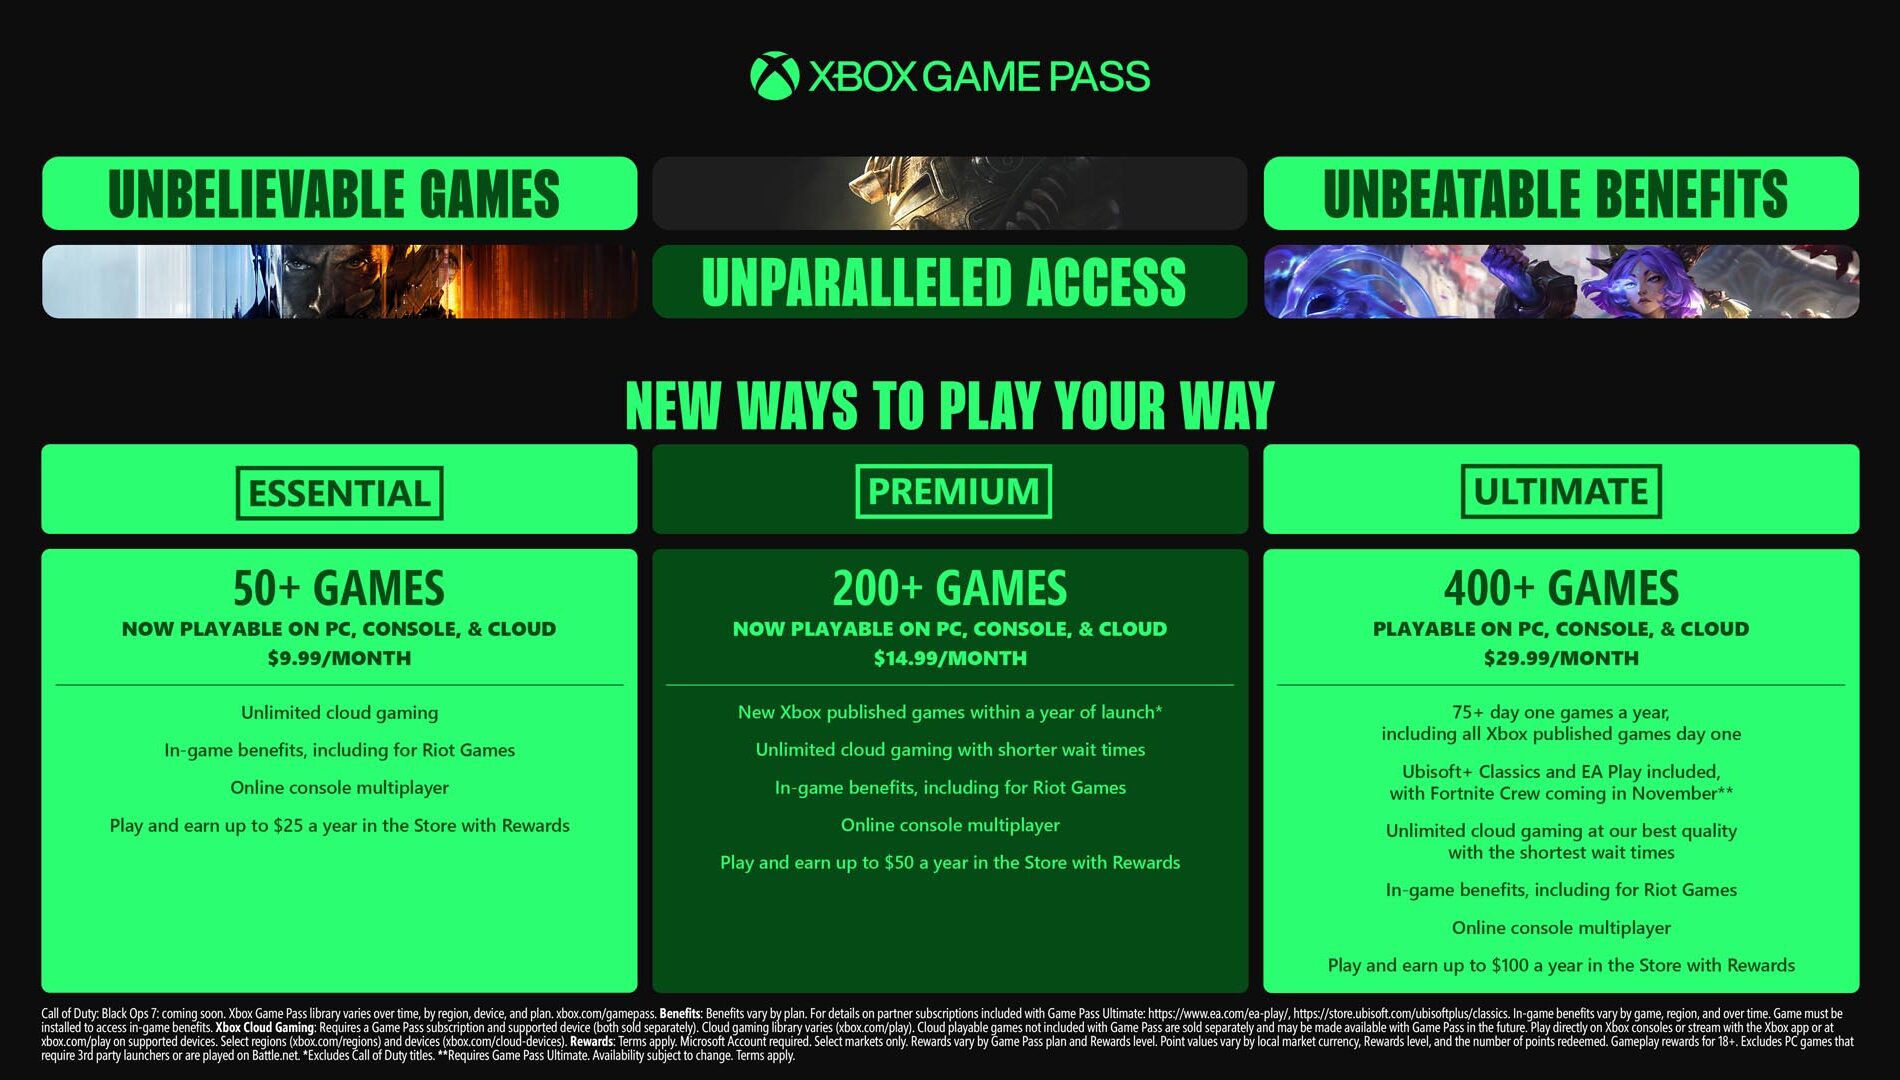 XBOX GAME PASS
UNBELIEVABLE GAMES
UNPARALLELED ACCESS
UNBEATABLE BENEFITS
NEW WAYS TO PLAY YOUR WAY
ESSENTIAL
50+ GAMES
NOW PLAYABLE ON PC, CONSOLE, & CLOUD
$9.99/MONTH
Unlimited cloud gaming
In-game benefits, including for Riot Games
Online console multiplayer
Play and earn up to $25 a year in the Store with Rewards
PREMIUM
200+ GAMES
NOW PLAYABLE ON PC, CONSOLE, & CLOUD
$14.99/MONTH
New Xbox published games within a year of launch*
Unlimited cloud gaming with shorter wait times
In-game benefits, including for Riot Games
Online console multiplayer
Play and earn up to $50 a year in the Store with Rewards
ULTIMATE
400+ GAMES
PLAYABLE ON PC, CONSOLE, & CLOUD
$29.99/MONTH
75+ day one games a year,
including all Xbox published games day one
Ubisoft+ Classics and EA Play included,
with Fortnite Crew coming in November**
Unlimited cloud gaming at our best quality
with the shortest wait times
In-game benefits, including for Riot Games
Online console multiplayer
Play and earn up to $100 a year in the Store with Rewards
Call of Duty: Black Ops 7: coming soon. Xbox Game Pass library varies over time, by region, device, and plan. xbox.com/gamepass. Benefits: Benefits vary by plan. For details on partner subscriptions included with Game Pass Ultimate: https://www.ea.com/ea-play/, https://store.ubisoft.com/ubisoftplus/classics. In-game benefits vary by game, region, and over time. Game must be
installed to access in-game benefits. Xbox Cloud Gaming: Requires a Game Pass subscription and supported device (both sold separately). Cloud gaming library varies (xbox.com/play). Cloud playable games not included with Game Pass are sold separately and may be made available with Game Pass in the future. Play directly on Xbox consoles or stream with the Xbox app or at
xbox.com/play on supported devices. Select regions (xbox.com/regions) and devices (xbox.com/cloud-devices). Rewards: Terms apply. Microsoft Account required. Select markets only. Rewards vary by Game Pass plan and Rewards level. Point values vary by local market currency, Rewards level, and the number of points redeemed. Gameplay rewards for 18+. Excludes PC games that
require 3rd party launchers or are played on Battle.net. *Excludes Call of Duty titles. **Requires Game Pass Ultimate. Availability subject to change. Terms apply.